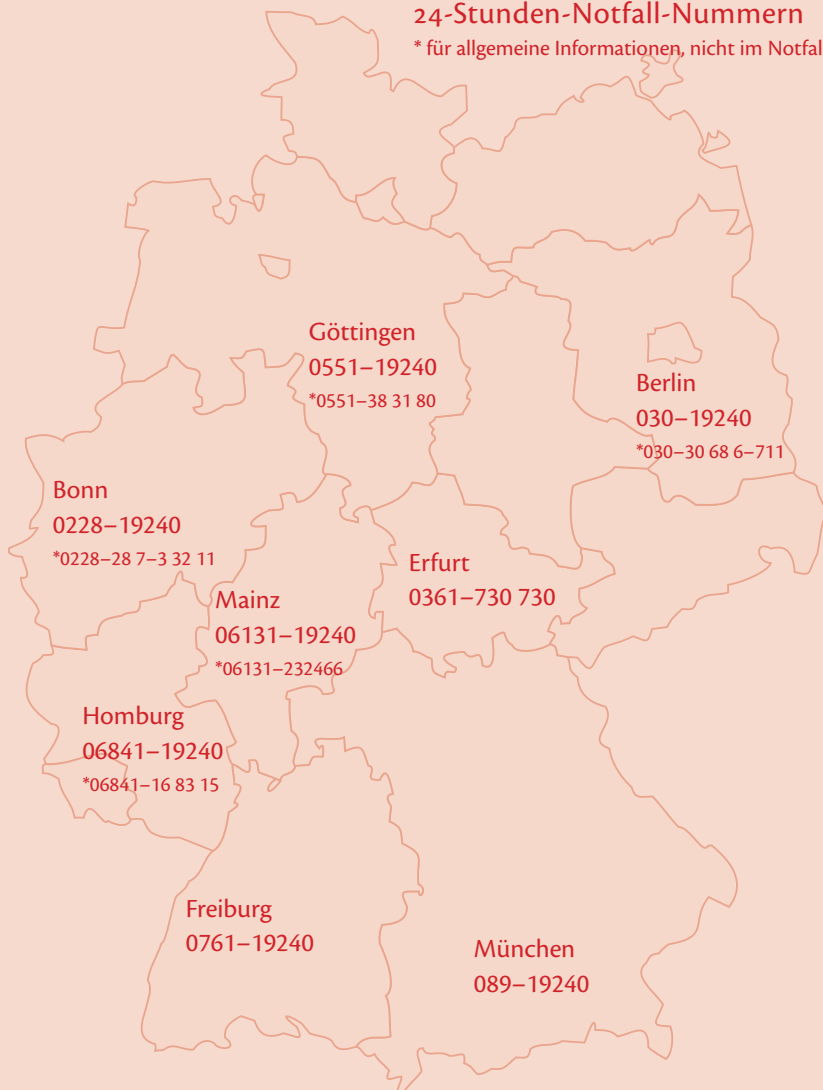 24-Stunden-Notfall-Nummern
* für allgemeine Informationen, nicht im Notfal
Göttingen
0551–19240
*0551–38 31 80
Berlin
030–19240
*030–30 68 6–711
Bonn
0228–19240
*0228–28 7–3 32 11
Erfurt
0361–730 730
Mainz
06131–19240
*06131–232466
Homburg
06841–19240
*06841–16 83 15
Freiburg
0761–19240
München
089–19240